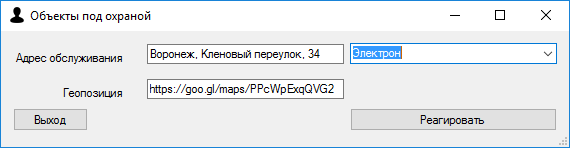 Объекты под охраной
Адрес обслуживания Воронеж, Кленовый переулок, 34 Электрон
Геопозиция https://goo.gl/maps/PPcWpExqQVG2
Выход Реагировать